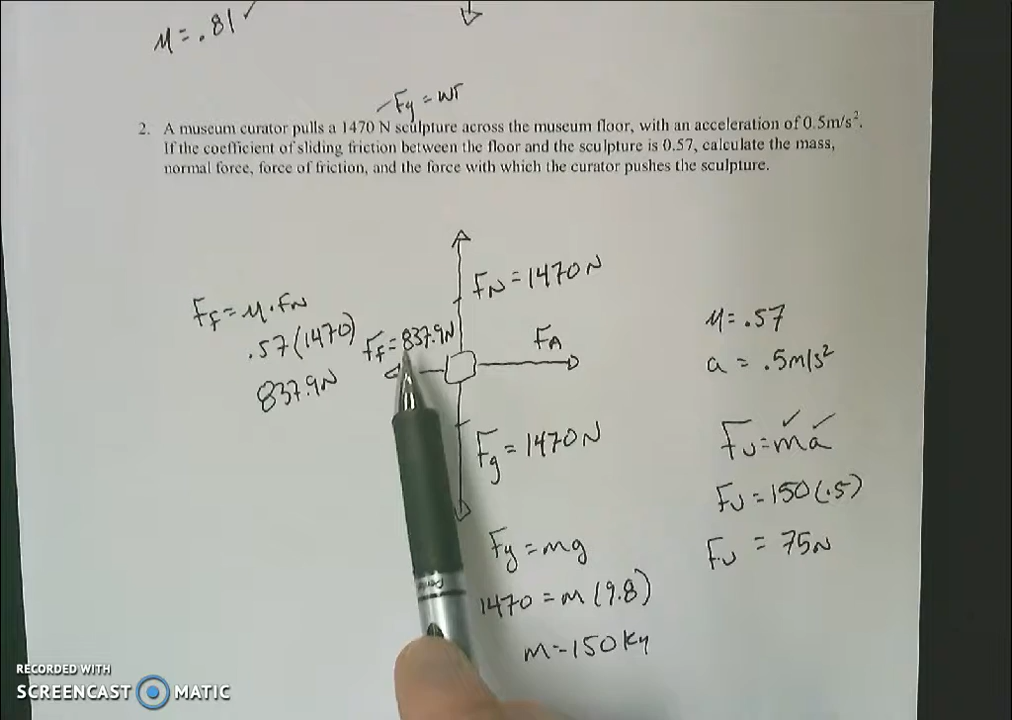 μ = .81 ✓
Fg = wt
2. A museum curator pulls a 1470 N sculpture across the museum floor, with an acceleration of 0.5m/s².
If the coefficient of sliding friction between the floor and the sculpture is 0.57, calculate the mass,
normal force, force of friction, and the force with which the curator pushes the sculpture.
FN = 1470N
Ff = μ · FN
.57 (1470)
837.9N
Ff = 837.9N
FA
Fg = 1470N
μ = .57
a = .5m/s²
FU = ma
FU = 150 (.5)
FU = 75N
Fg = mg
1470 = m (9.8)
m = 150 kg
RECORDED WITH
SCREENCAST MATIC